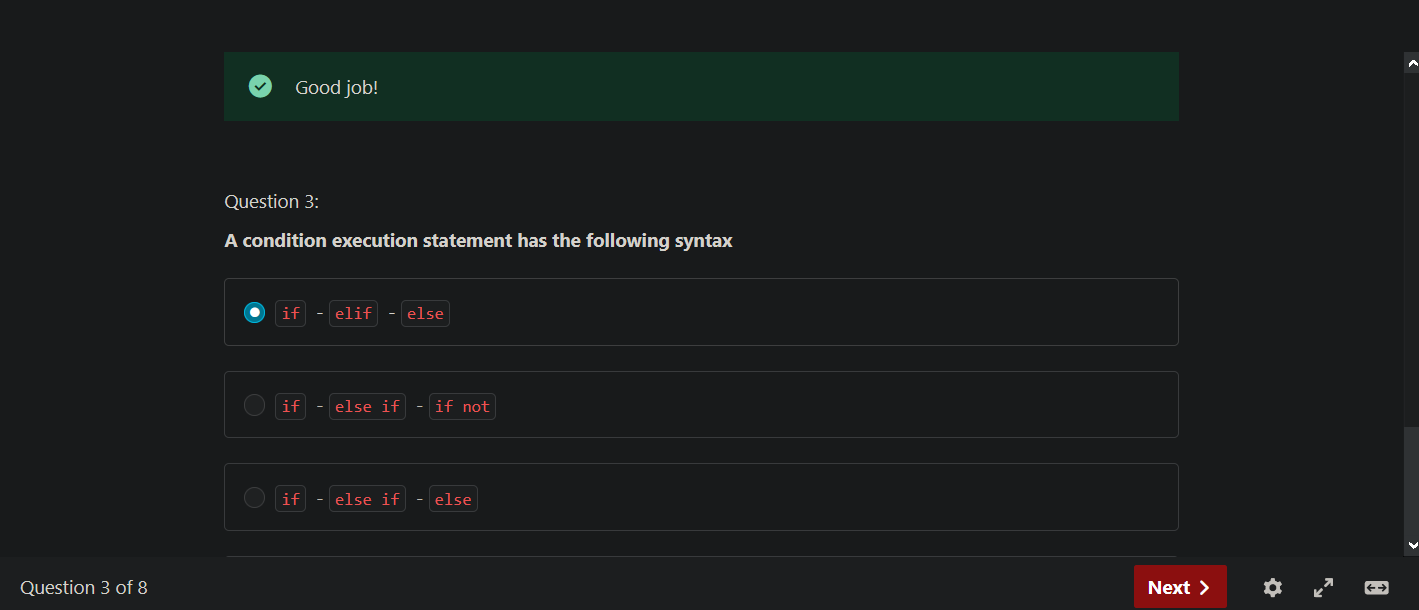 Good job!
Question 3:
A condition execution statement has the following syntax
if - elif - else
if - else if - if not
if - else if - else
Question 3 of 8
Next